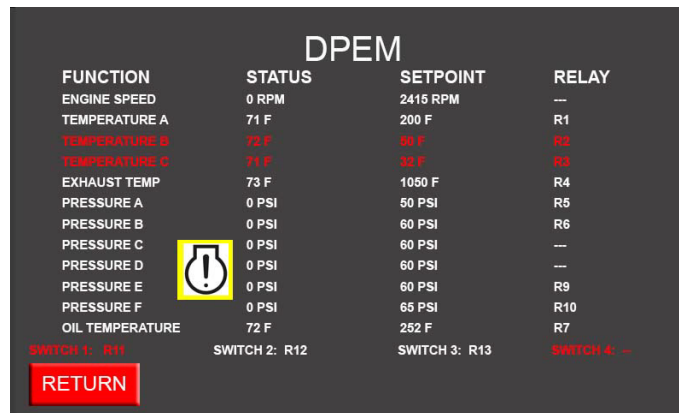 DPEM
FUNCTION STATUS SETPOINT RELAY
ENGINE SPEED 0 RPM 2415 RPM ---
TEMPERATURE A 71 F 200 F R1
TEMPERATURE B 72 F 50 F R2
TEMPERATURE C 71 F 32 F R3
EXHAUST TEMP 73 F 1050 F R4
PRESSURE A 0 PSI 50 PSI R5
PRESSURE B 0 PSI 60 PSI R6
PRESSURE C 0 PSI 60 PSI ---
PRESSURE D 0 PSI 60 PSI ---
PRESSURE E 0 PSI 60 PSI R9
PRESSURE F 0 PSI 65 PSI R10
OIL TEMPERATURE 72 F 252 F R7
SWITCH 1: R11 SWITCH 2: R12 SWITCH 3: R13 SWITCH 4: --
RETURN